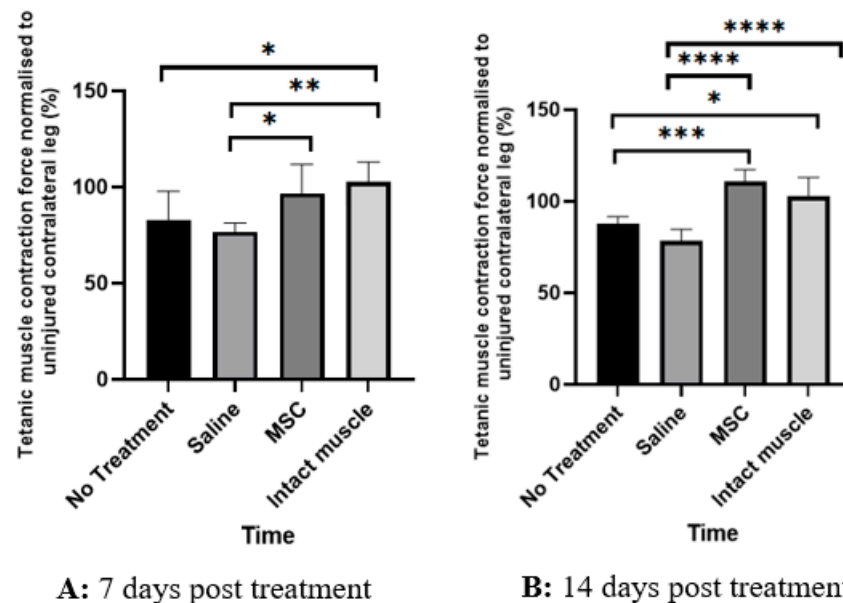 Tetanic muscle contraction force normalised to
uninjured contralateral leg (%)
150
100
50
0
*
**
*
No Treatment
Saline
MSC
Intact muscle
Time
A: 7 days post treatment
Tetanic muscle contraction force normalised to
uninjured contralateral leg (%)
150
100
50
0
****
****
*
***
No Treatment
Saline
MSC
Intact muscle
Time
B: 14 days post treatment